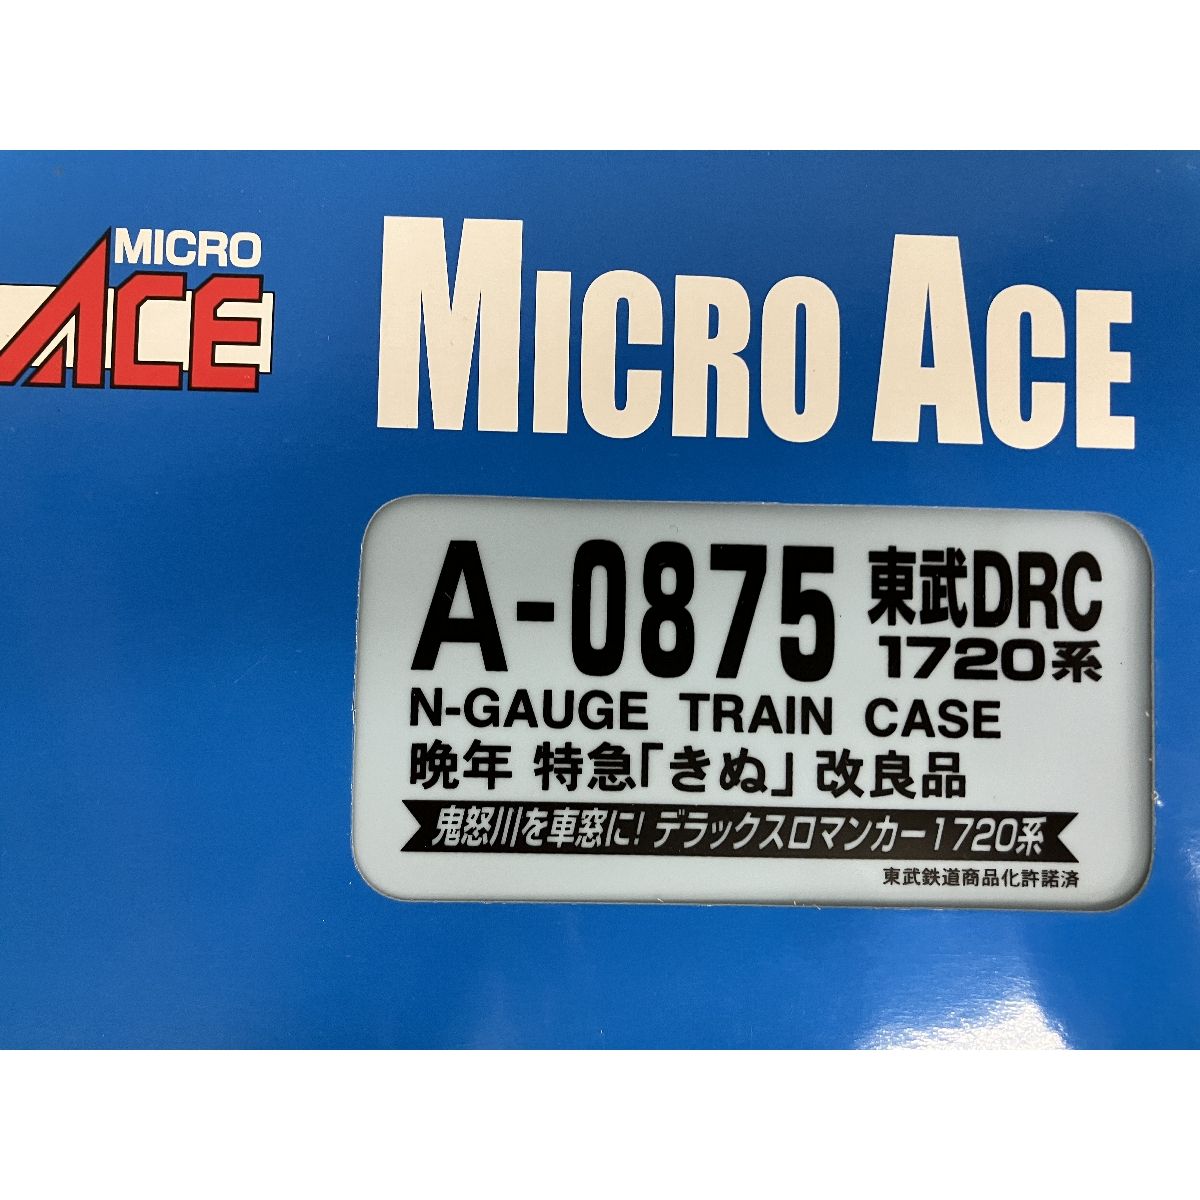 MICRO
ACE
MICRO ACE
A-0875 東武DRC
1720系
N-GAUGE TRAIN CASE
晩年 特急「きぬ」改良品
鬼怒川を車窓に! デラックスロマンカー1720系
東武鉄道商品化許諾済